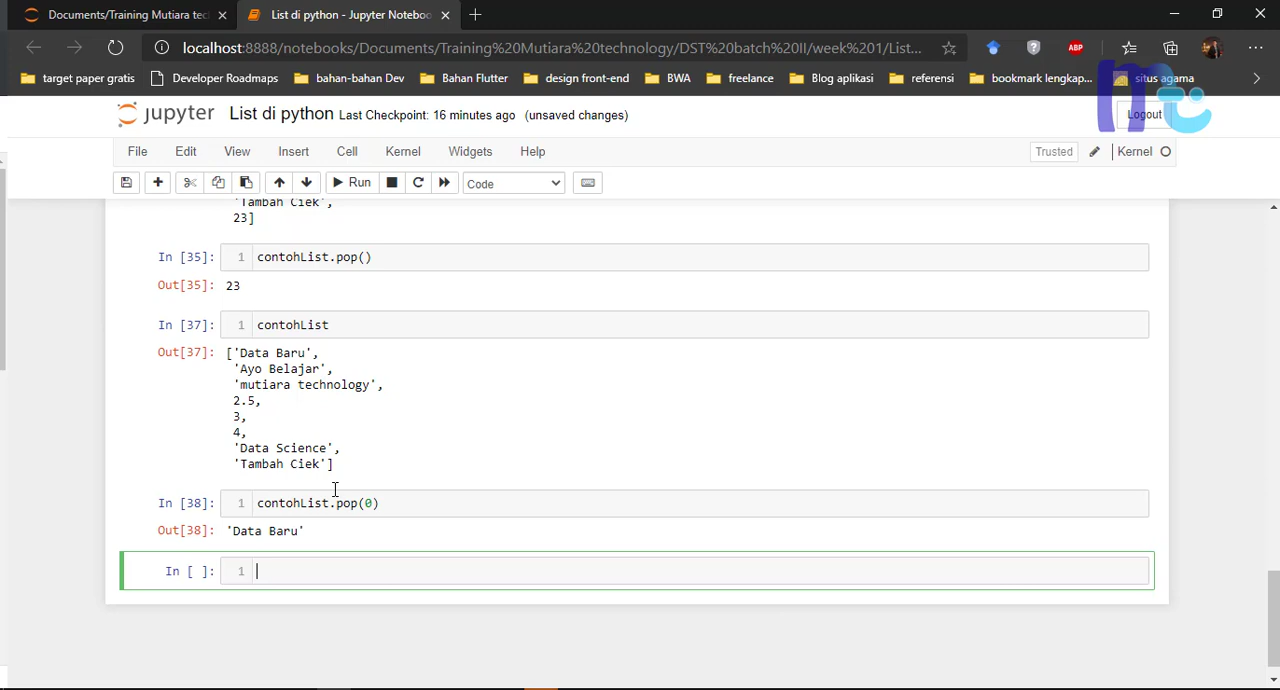 Documents/Training Mutiara tec
List di python - Jupyter Noteboo
localhost:8888/notebooks/Documents/Training%20Mutiara%20technology/DST%20batch%20II/week%201/List...
ABP
target paper gratis
Developer Roadmaps
bahan-bahan Dev
Bahan Flutter
design front-end
BWA
freelance
Blog aplikasi
referensi
bookmark lengkap...
situs agama
jupyter List di python Last Checkpoint: 16 minutes ago (unsaved changes)
Logout
File Edit View Insert Cell Kernel Widgets Help
Trusted Kernel
Run Code
'Tambah Ciek',
23]
In [35]: 1 contohList.pop()
Out[35]: 23
In [37]: 1 contohList
Out[37]: ['Data Baru',
'Ayo Belajar',
'mutiara technology',
2.5,
3,
4,
'Data Science',
'Tambah Ciek']
In [38]: 1 contohList.pop(0)
Out[38]: 'Data Baru'
In [ ]: 1